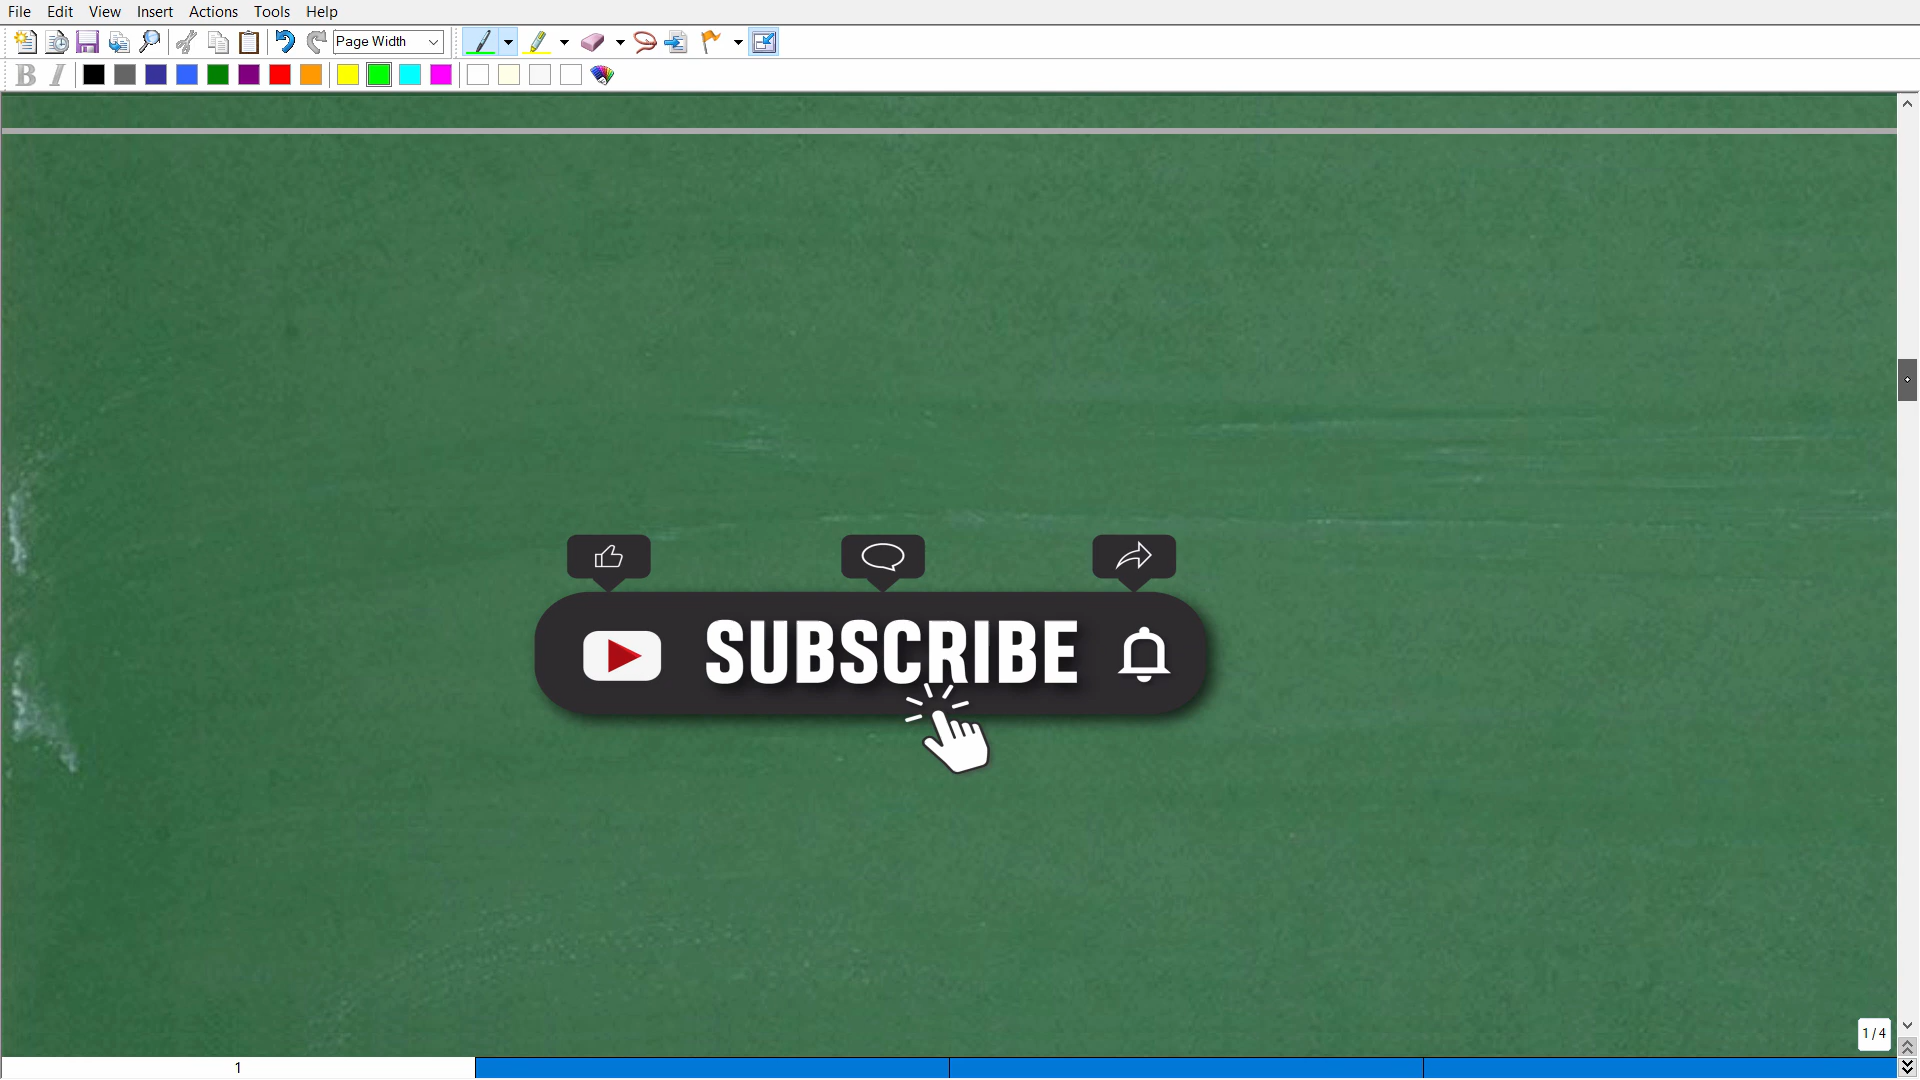 File Edit View Insert Actions Tools Help
Page Width
B I
SUBSCRIBE
1 / 4
1